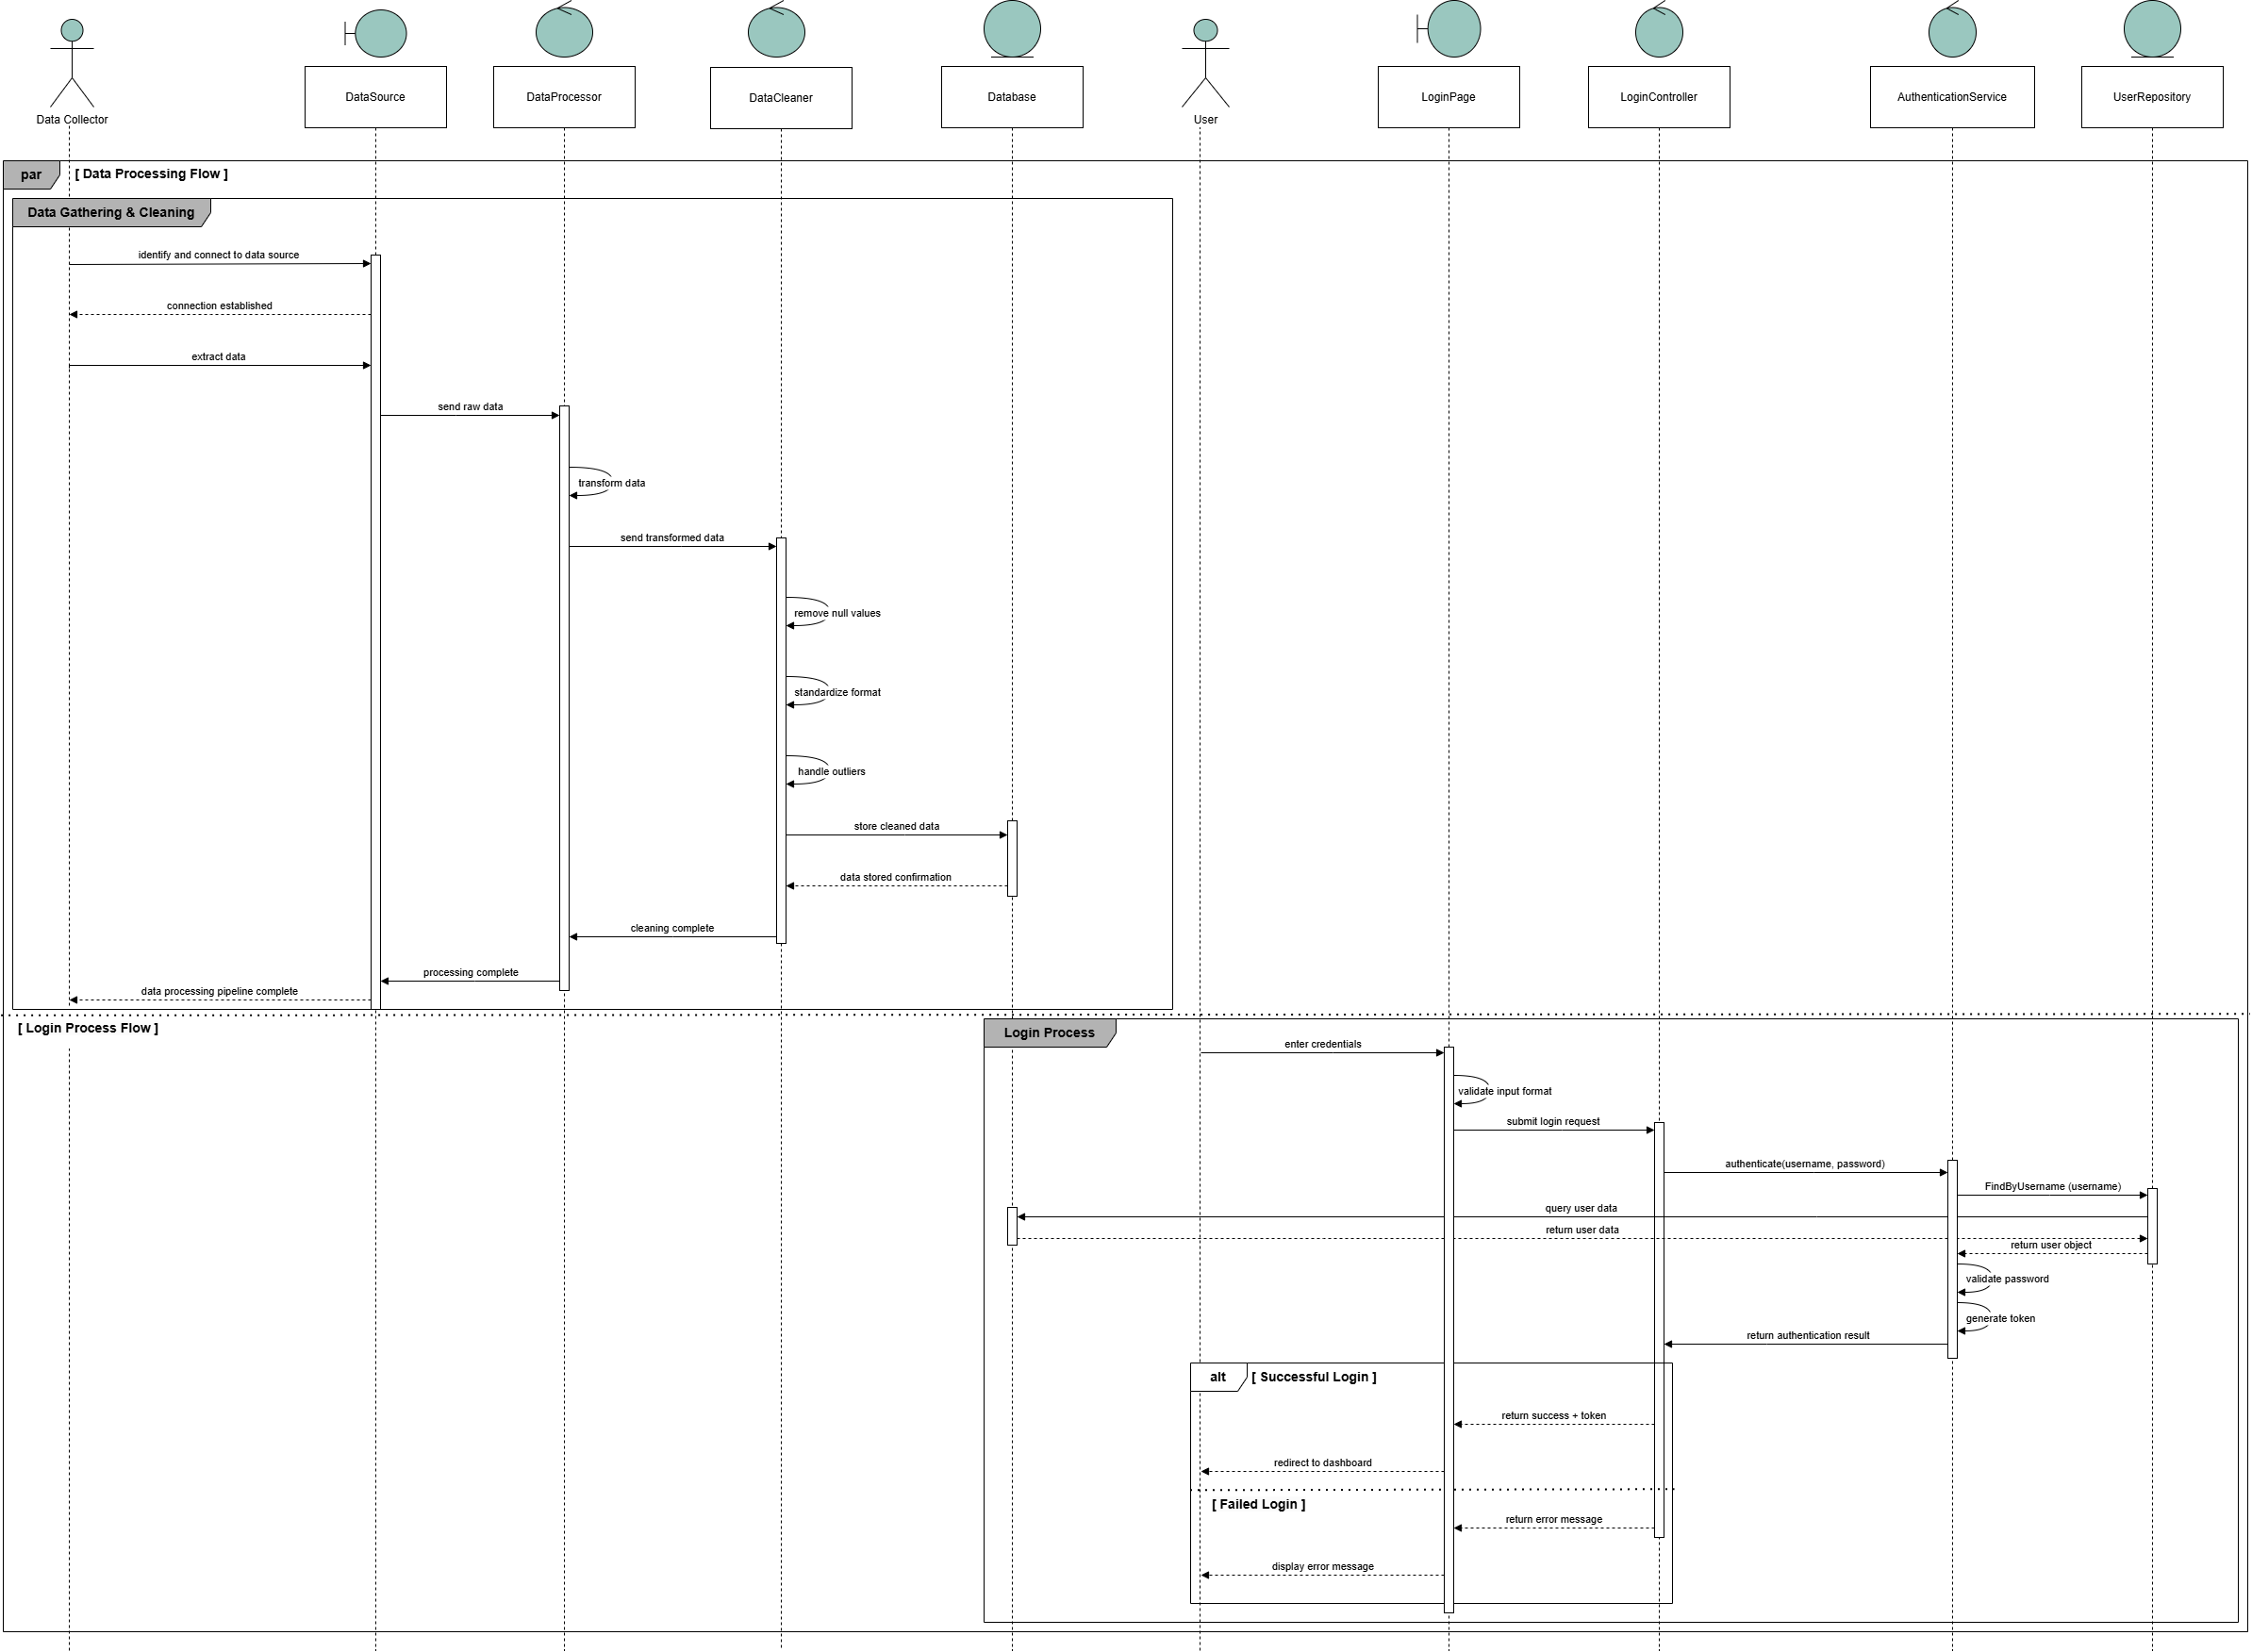 Data Collector
DataSource
DataProcessor
DataCleaner
Database
User
LoginPage
LoginController
AuthenticationService
UserRepository
par
[ Data Processing Flow ]
Data Gathering & Cleaning
identify and connect to data source
connection established
extract data
send raw data
transform data
send transformed data
remove null values
standardize format
handle outliers
store cleaned data
data stored confirmation
cleaning complete
processing complete
data processing pipeline complete
[ Login Process Flow ]
Login Process
enter credentials
validate input format
submit login request
authenticate(username, password)
FindByUsername (username)
query user data
return user data
return user object
validate password
generate token
return authentication result
alt
[ Successful Login ]
return success + token
redirect to dashboard
[ Failed Login ]
return error message
display error message